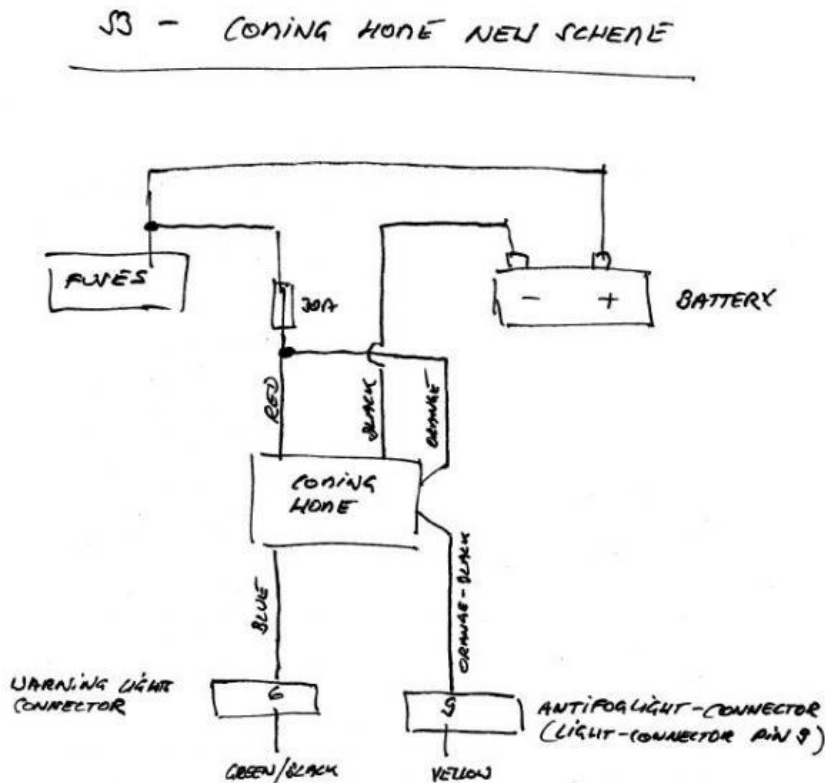 S3 - COMING HOME NEW SCHEME
FUSES
30A
- +
BATTERY
RED
BLACK
ORANGE
COMING
HOME
BLUE
ORANGE-BLACK
WARNING LIGHT
CONNECTOR
6
9
ANTIFOGLIGHT-CONNECTOR
(LIGHT-CONNECTOR PIN 9)
GREEN/BLACK
YELLOW